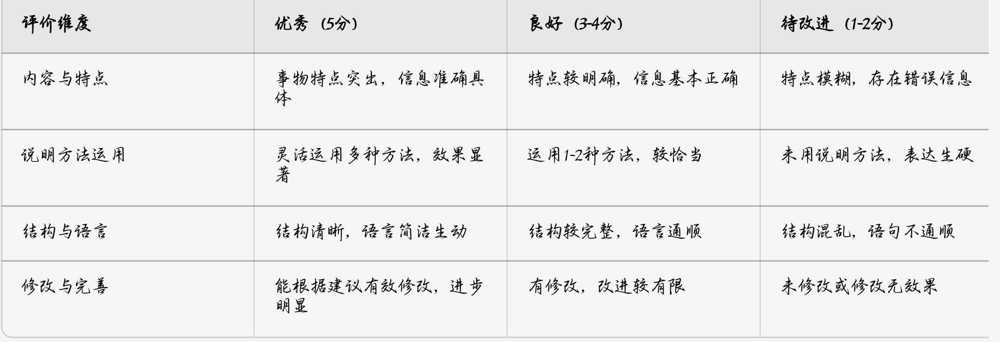 评价维度 优秀（5分） 良好（3-4分） 待改进（1-2分）
内容与特点 事物特点突出，信息准确具 特点较明确，信息基本正确 特点模糊，存在错误信息
体
说明方法运用 灵活运用多种方法，效果显 运用1-2种方法，较恰当 未用说明方法，表达生硬
著
结构与语言 结构清晰，语言简洁生动 结构较完整，语言通顺 结构混乱，语句不通顺
修改与完善 能根据建议有效修改，进步 有修改，改进较有限 未修改或修改无效果
明显